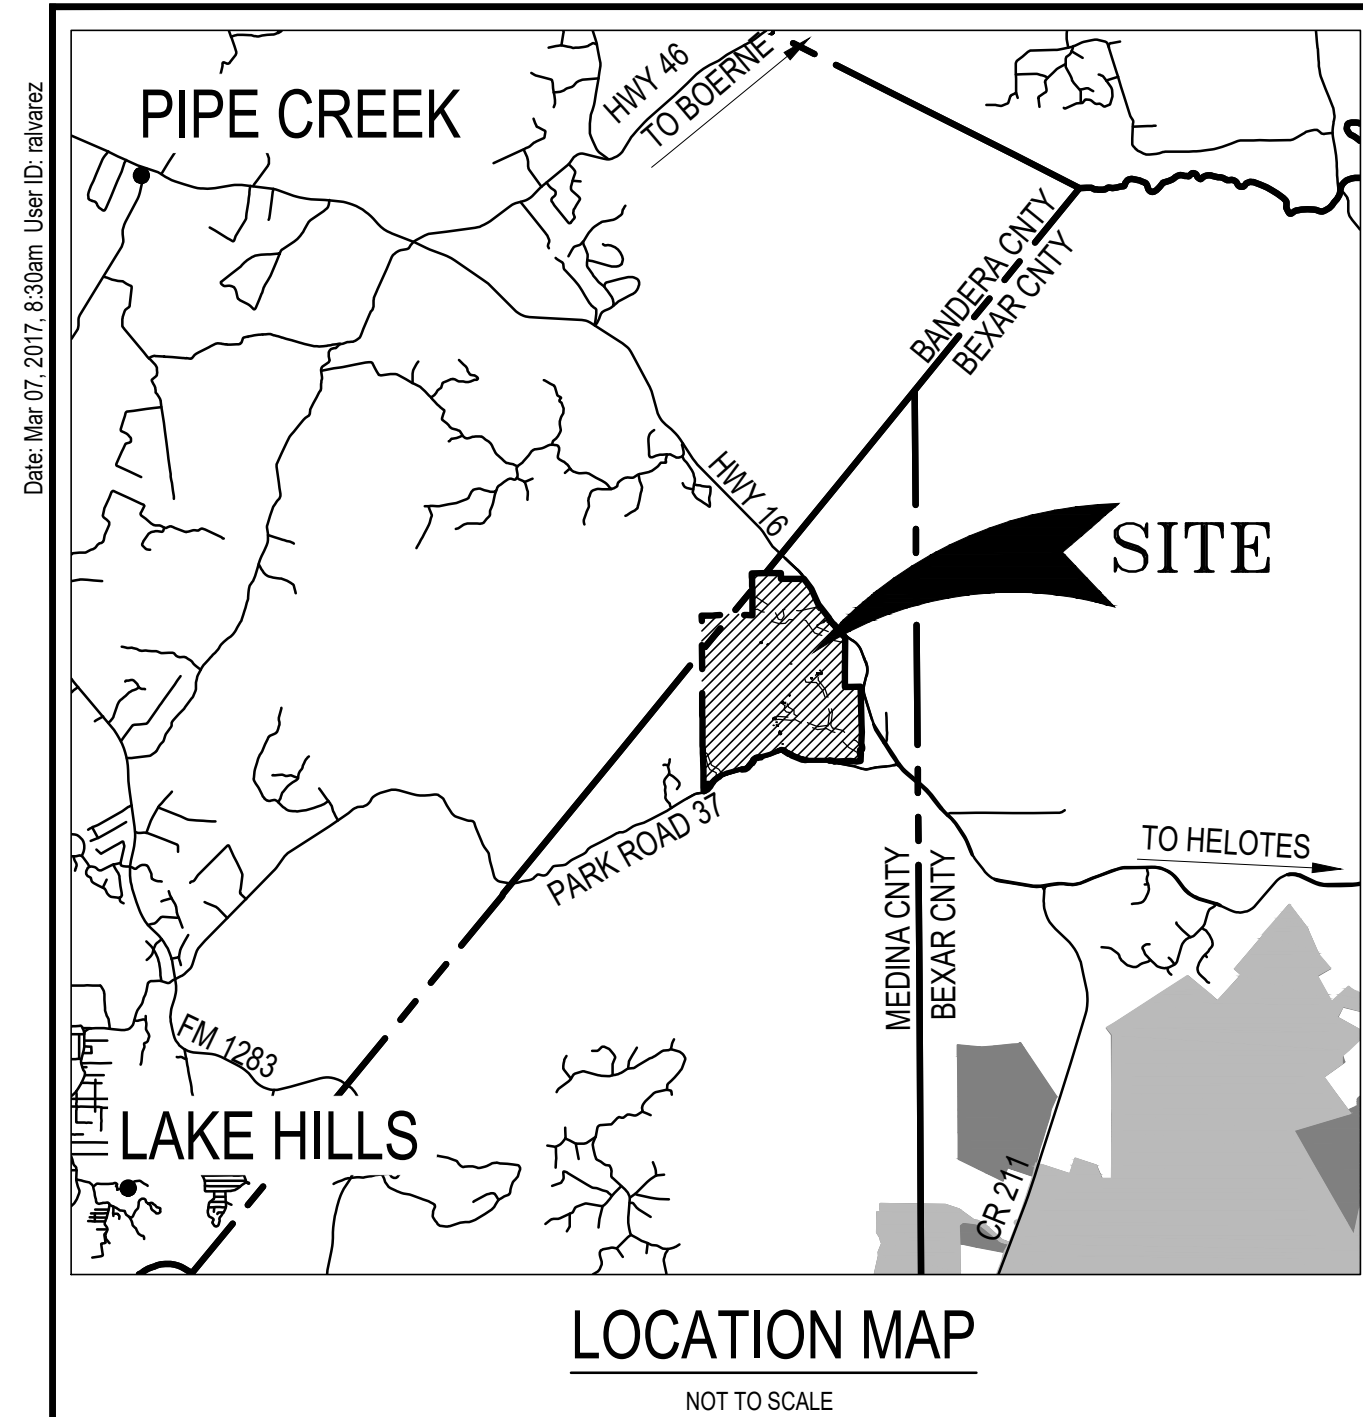 Date: Mar 07, 2017, 8:30am User ID: ralvarez
PIPE CREEK
HWY 46
TO BOERNE
BANDERA CNTY
BEXAR CNTY
HWY 16
SITE
PARK ROAD 37
TO HELOTES
MEDINA CNTY
BEXAR CNTY
FM 1283
LAKE HILLS
CR 211
LOCATION MAP
NOT TO SCALE